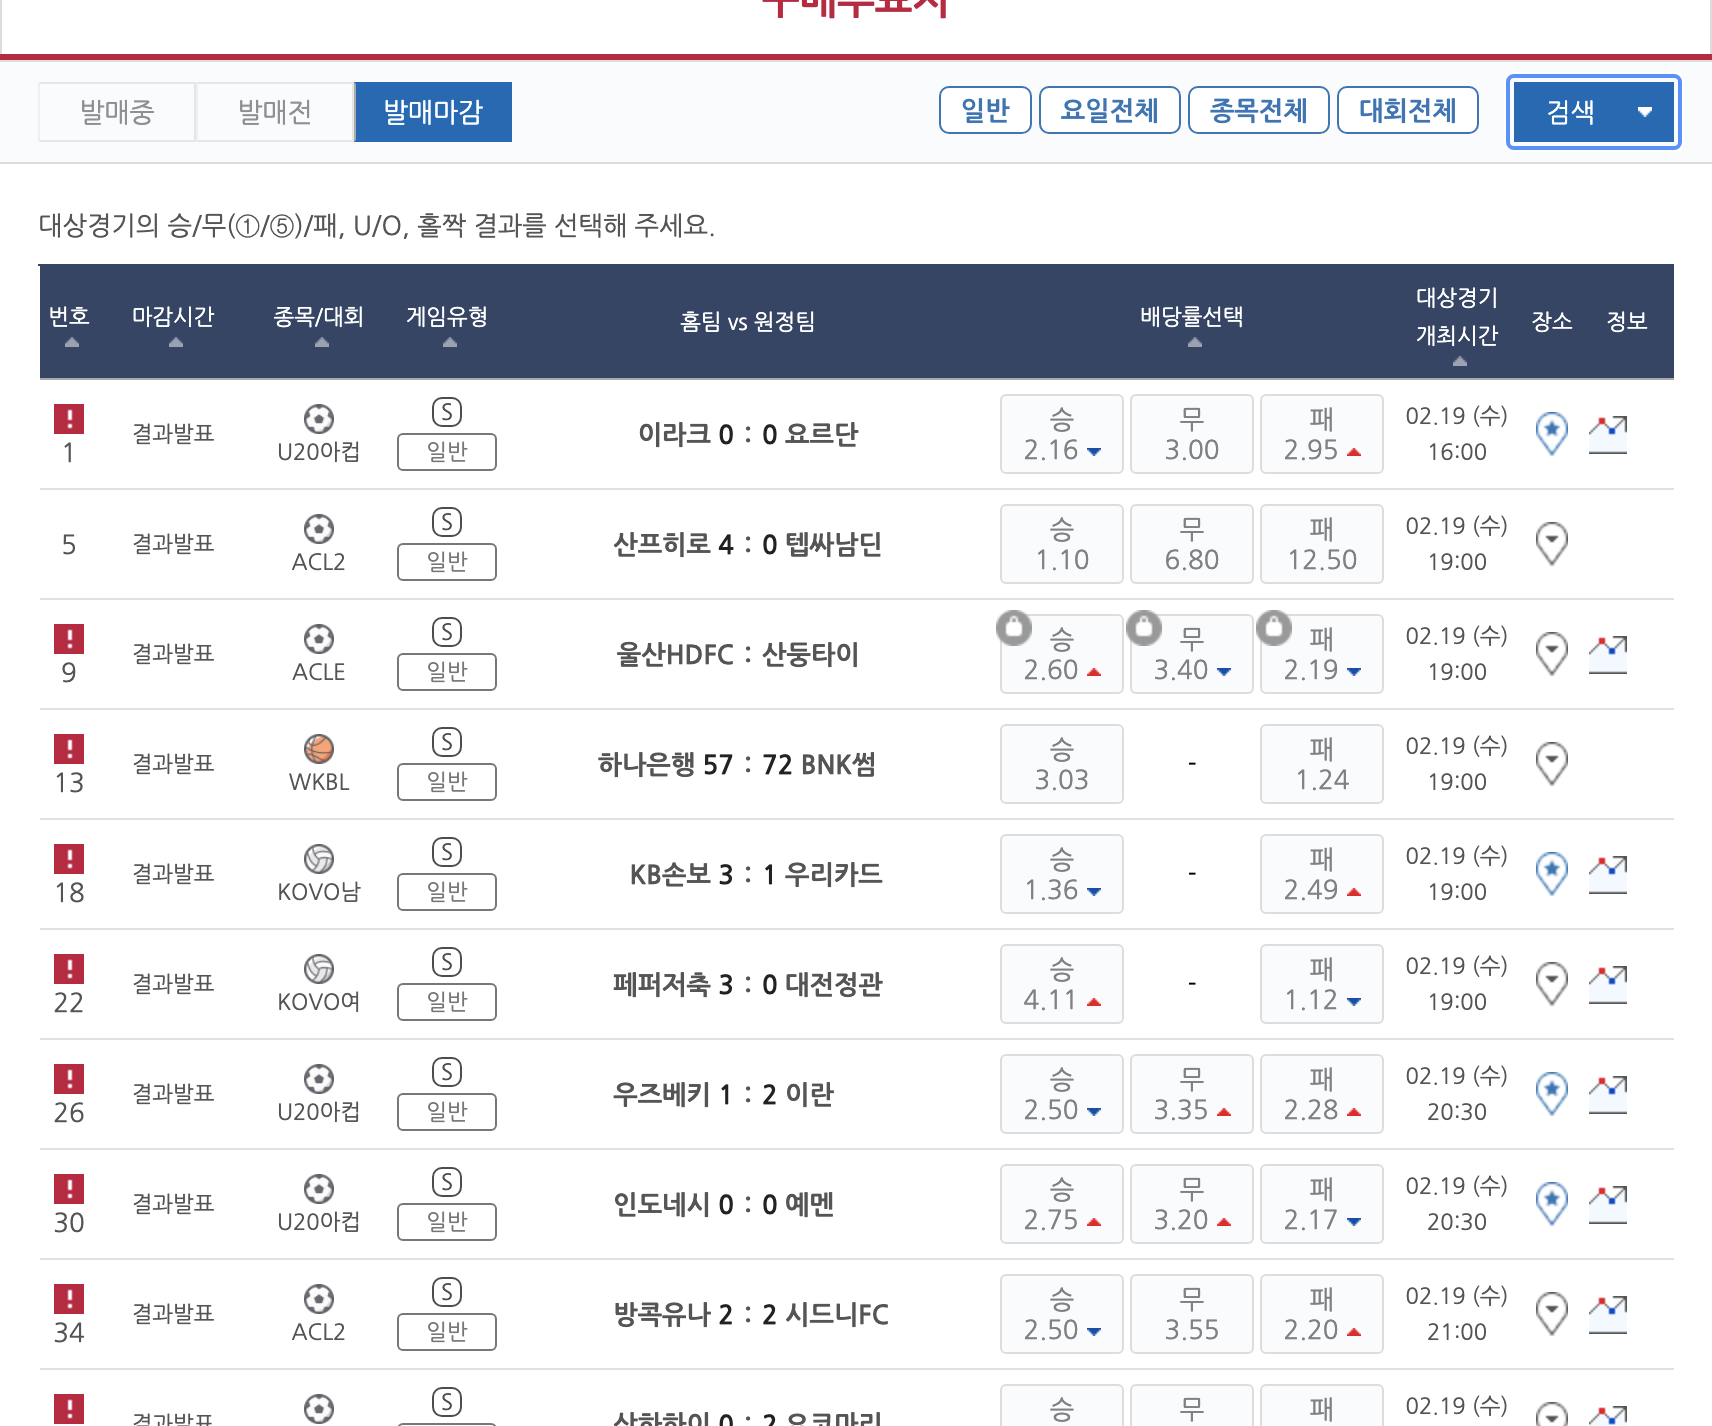 구매투표지
발매중 발매전 발매마감 일반 요일전체 종목전체 대회전체 검색
대상경기의 승/무(①/⑤)/패, U/O, 홀짝 결과를 선택해 주세요.
번호 마감시간 종목/대회 게임유형 홈팀 vs 원정팀 배당률선택 대상경기 개최시간 장소 정보
! 1 결과발표 U20아컵 S 일반 이라크 0 : 0 요르단 승 2.16 무 3.00 패 2.95 02.19 (수) 16:00
5 결과발표 ACL2 S 일반 산프히로 4 : 0 텝싸남딘 승 1.10 무 6.80 패 12.50 02.19 (수) 19:00
! 9 결과발표 ACLE S 일반 울산HDFC : 산둥타이 승 2.60 무 3.40 패 2.19 02.19 (수) 19:00
! 13 결과발표 WKBL S 일반 하나은행 57 : 72 BNK썸 승 3.03 - 패 1.24 02.19 (수) 19:00
! 18 결과발표 KOVO남 S 일반 KB손보 3 : 1 우리카드 승 1.36 - 패 2.49 02.19 (수) 19:00
! 22 결과발표 KOVO여 S 일반 페퍼저축 3 : 0 대전정관 승 4.11 - 패 1.12 02.19 (수) 19:00
! 26 결과발표 U20아컵 S 일반 우즈베키 1 : 2 이란 승 2.50 무 3.35 패 2.28 02.19 (수) 20:30
! 30 결과발표 U20아컵 S 일반 인도네시 0 : 0 예멘 승 2.75 무 3.20 패 2.17 02.19 (수) 20:30
! 34 결과발표 ACL2 S 일반 방콕유나 2 : 2 시드니FC 승 2.50 무 3.55 패 2.20 02.19 (수) 21:00
! 결과발표 S 상하하이 0 : 2 요코마리 승 무 패 02.19 (수)